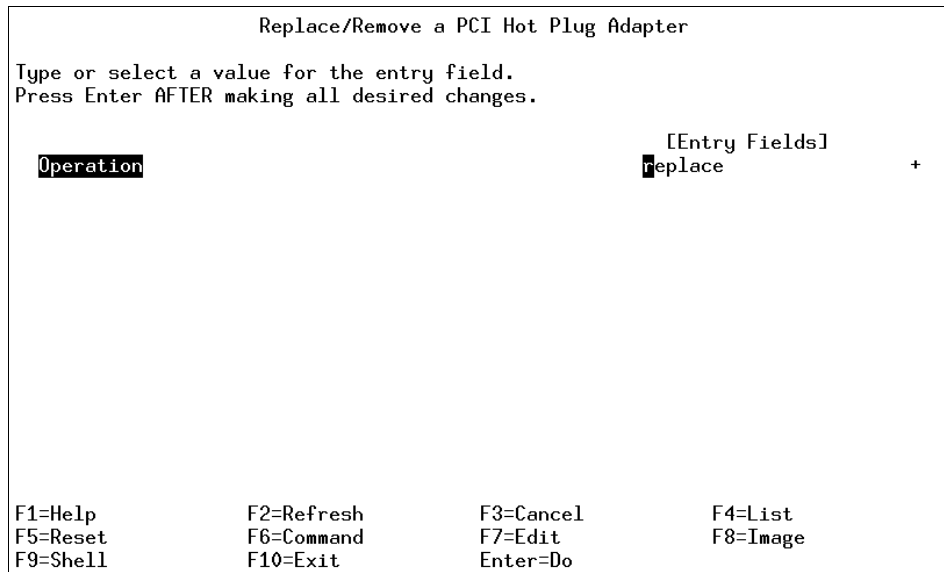 Replace/Remove a PCI Hot Plug Adapter
Type or select a value for the entry field.
Press Enter AFTER making all desired changes.
[Entry Fields]
Operation replace +
F1=Help F2=Refresh F3=Cancel F4=List
F5=Reset F6=Command F7=Edit F8=Image
F9=Shell F10=Exit Enter=Do